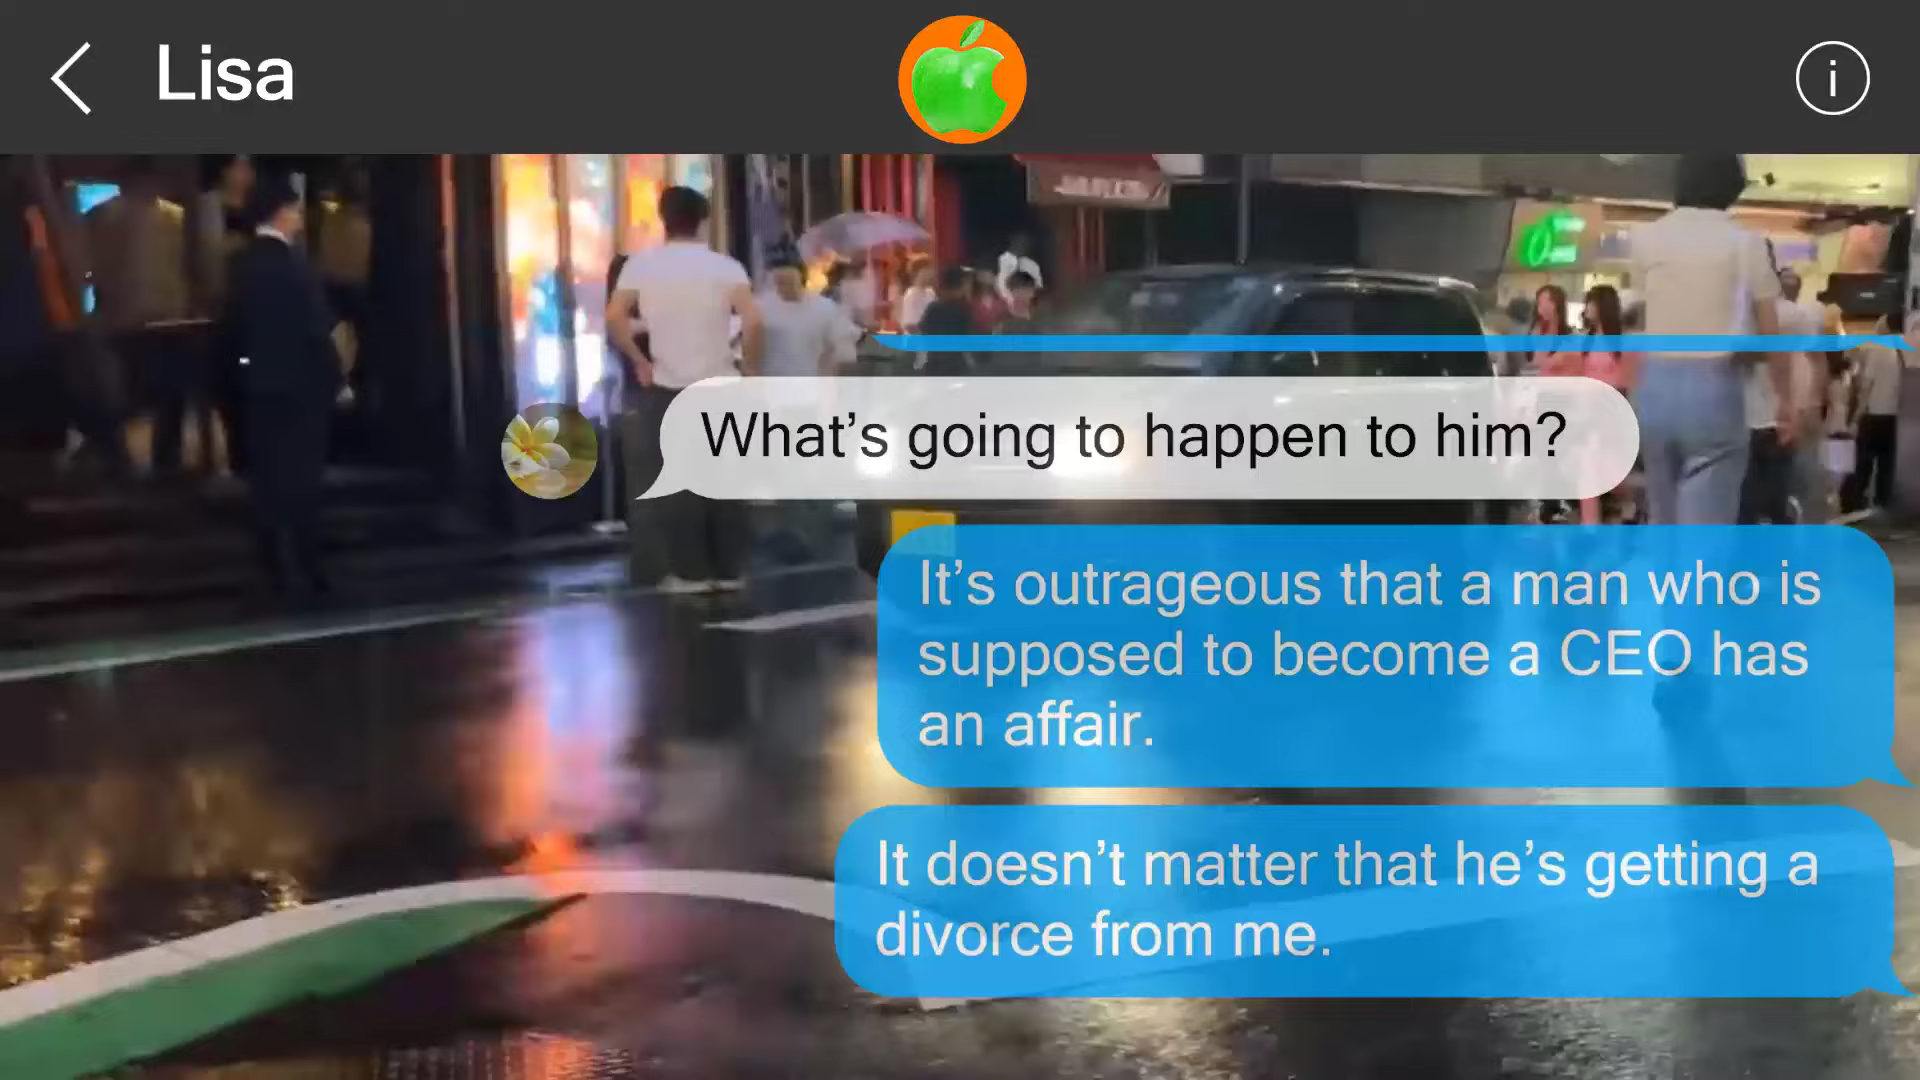 Lisa
i
What’s going to happen to him?
It’s outrageous that a man who is
supposed to become a CEO has
an affair.
It doesn’t matter that he’s getting a
divorce from me.